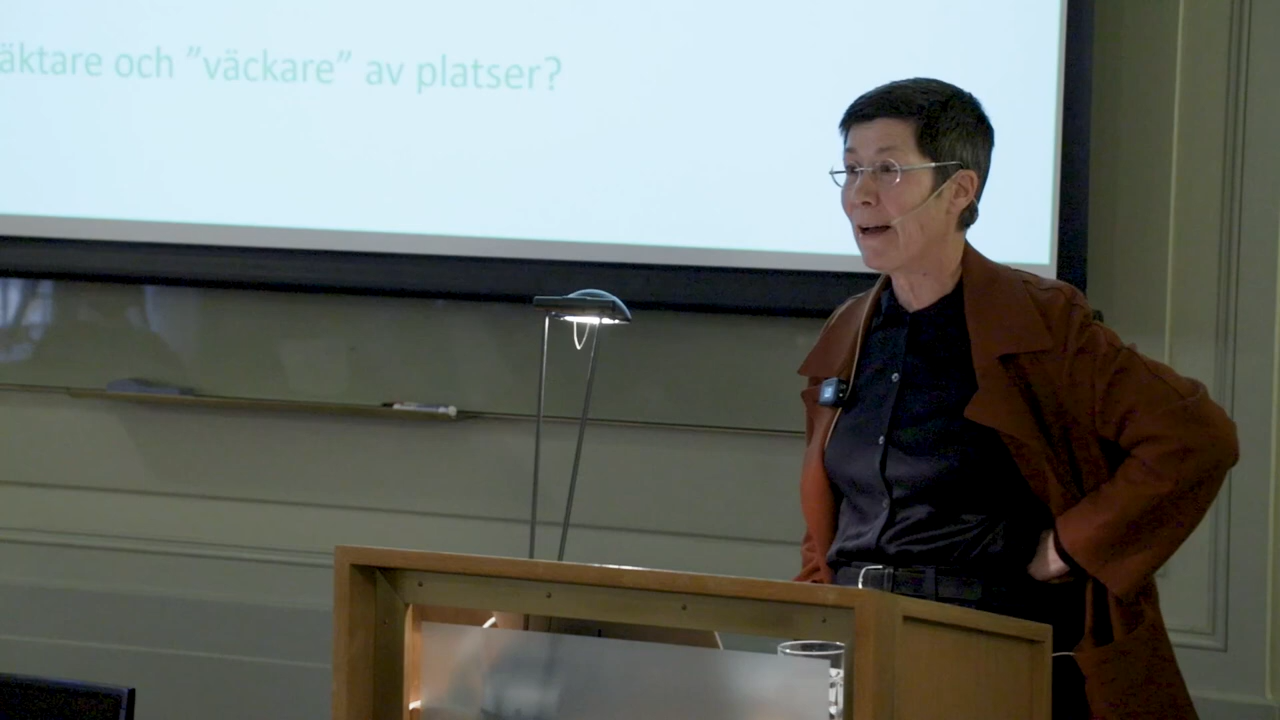 äktare och ”väckare” av platser?